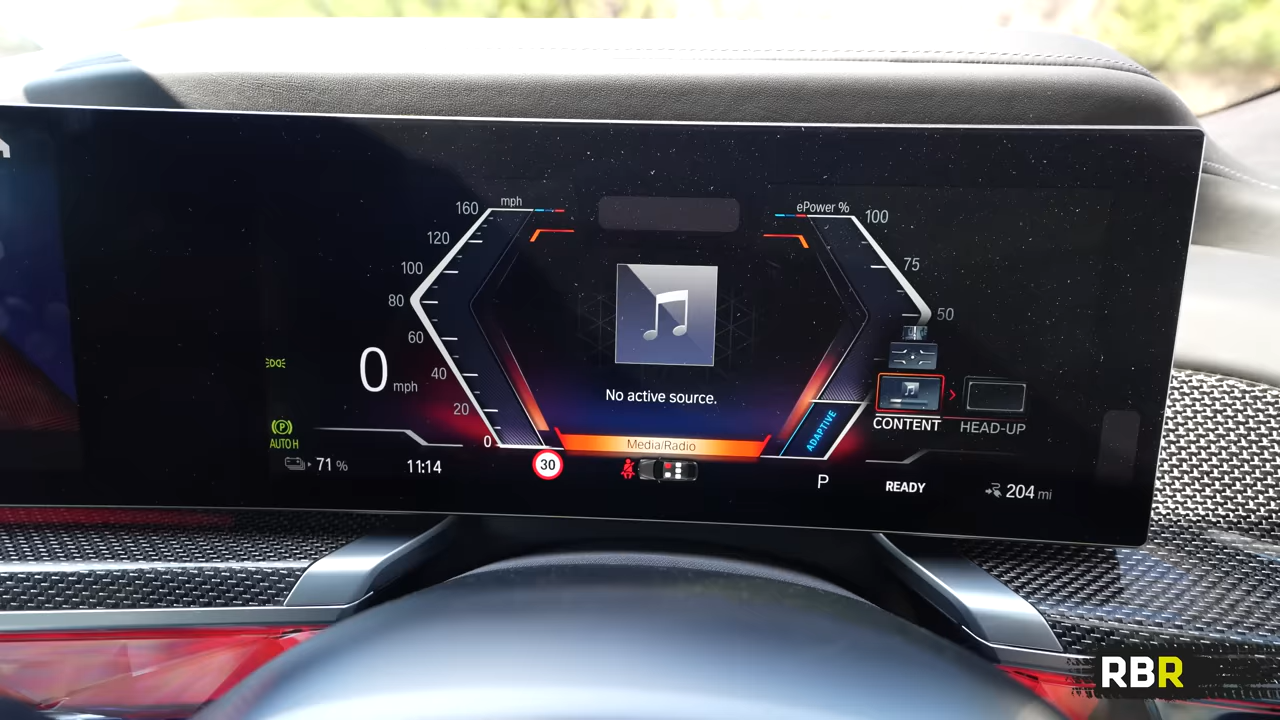 160
mph
120
100
80
60
40
20
0
0 mph
ePower %
100
75
50
No active source.
Media/Radio
ADAPTIVE
CONTENT
HEAD-UP
P
AUTO H
71 %
11:14
30
P
READY
204 mi
RBR